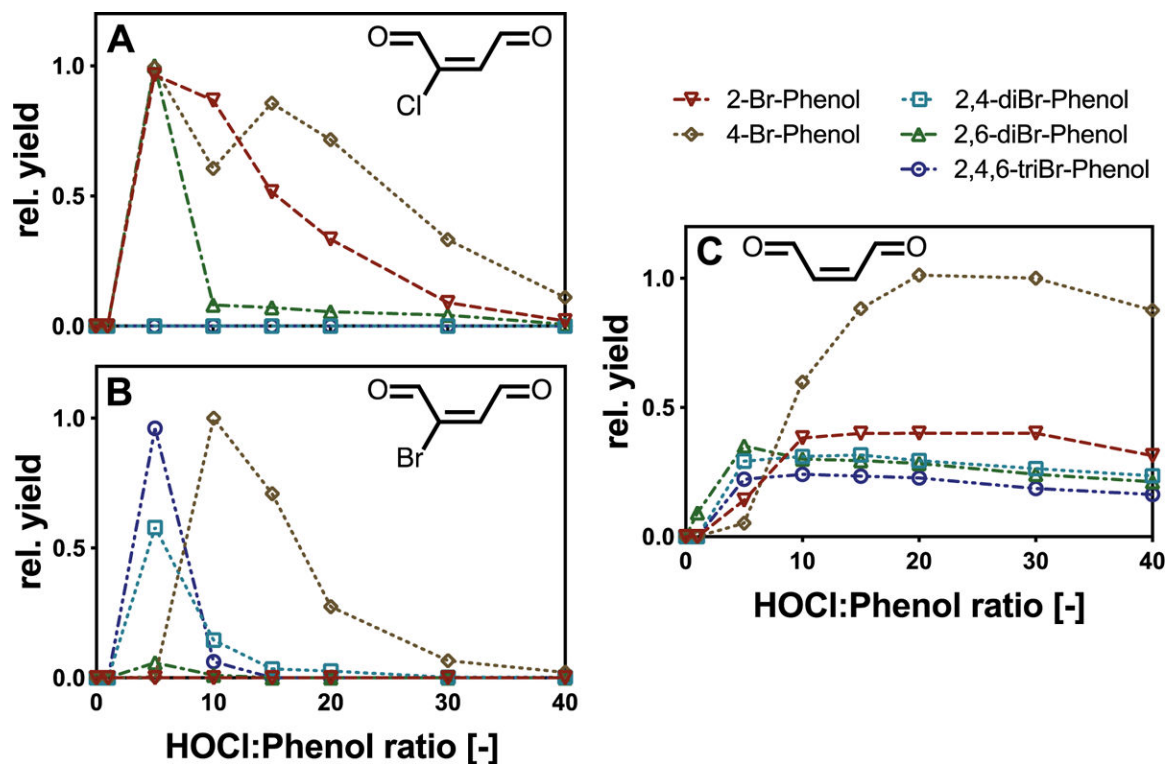 A
O O
Cl
1.0
0.5
0.0
rel. yield
B
O O
Br
1.0
0.5
0.0
rel. yield
0 10 20 30 40
HOCl:Phenol ratio [-]
2-Br-Phenol 2,4-diBr-Phenol
4-Br-Phenol 2,6-diBr-Phenol
2,4,6-triBr-Phenol
C
O O
1.0
0.5
0.0
rel. yield
0 10 20 30 40
HOCl:Phenol ratio [-]